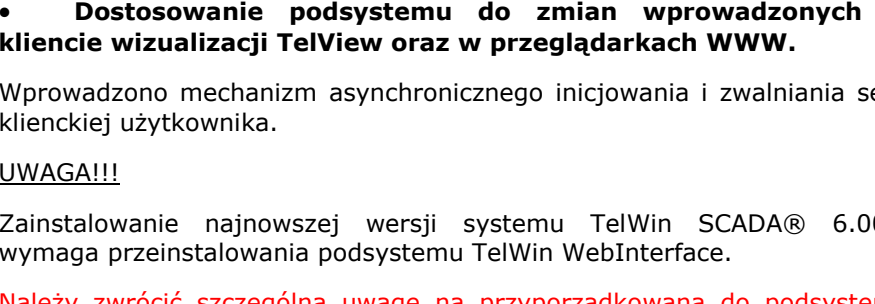 • Dostosowanie podsystemu do zmian wprowadzonych
kliencie wizualizacji TelView oraz w przeglądarkach WWW.
Wprowadzono mechanizm asynchronicznego inicjowania i zwalniania
klienckiej użytkownika.
UWAGA!!!
Zainstalowanie najnowszej wersji systemu TelWin SCADA® 6.00
wymaga przeinstalowania podsystemu TelWin WebInterface.
Należy zwrócić szczególną uwagę na przyporządkowaną do